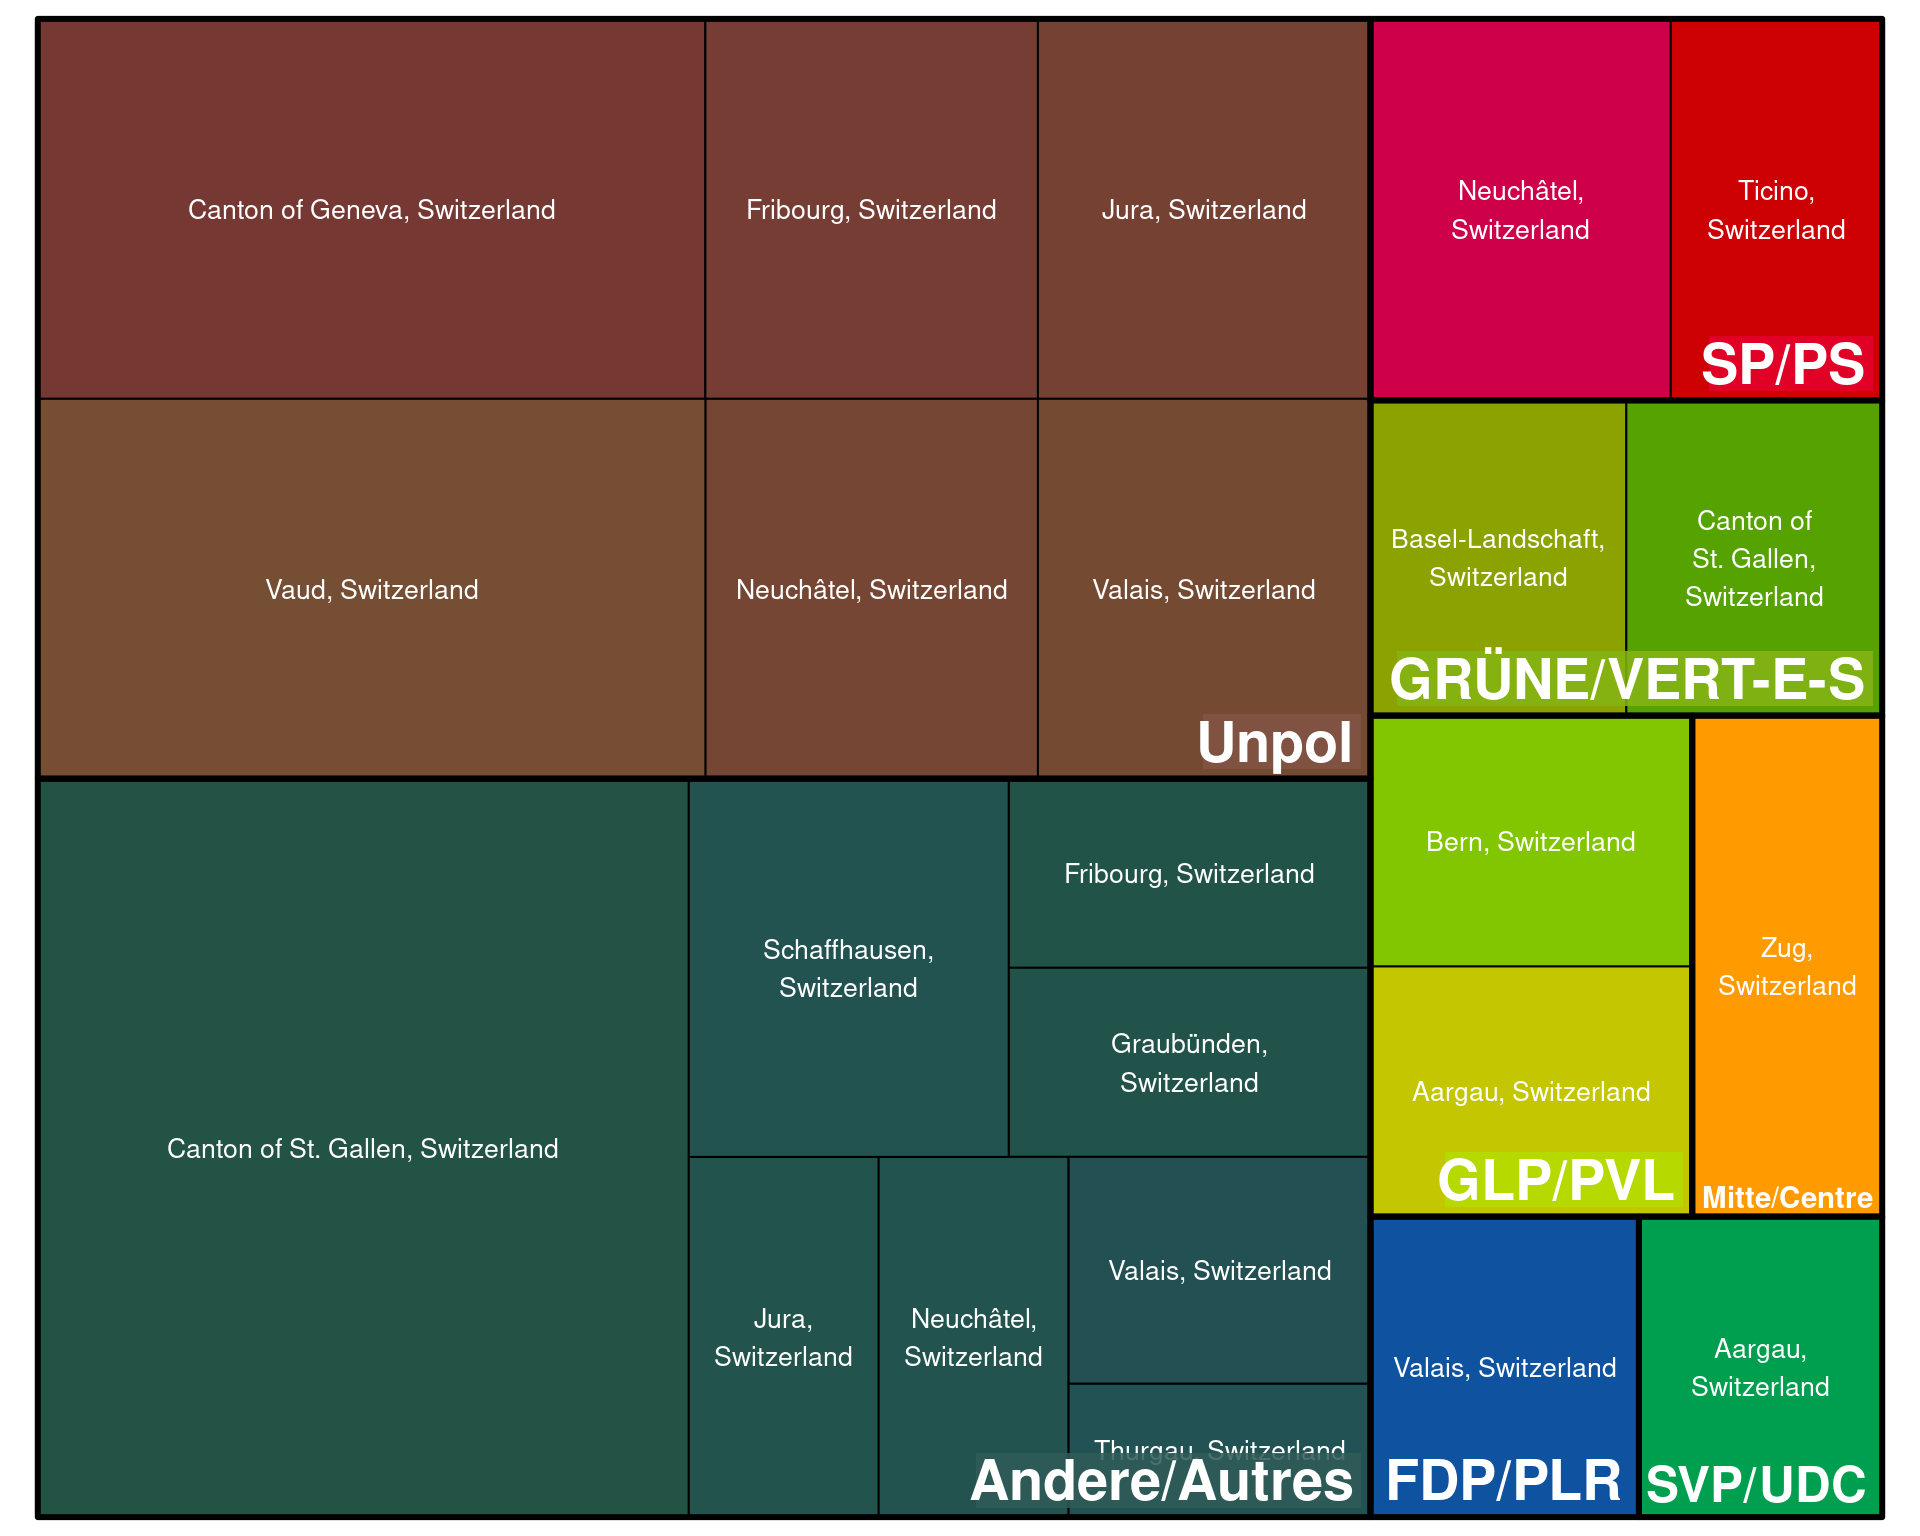 Canton of Geneva, Switzerland
Fribourg, Switzerland
Jura, Switzerland
Vaud, Switzerland
Neuchâtel, Switzerland
Valais, Switzerland
Unpol
Canton of St. Gallen, Switzerland
Schaffhausen,
Switzerland
Fribourg, Switzerland
Graubünden,
Switzerland
Jura,
Switzerland
Neuchâtel,
Switzerland
Valais, Switzerland
Thurgau, Switzerland
Andere/Autres
Neuchâtel,
Switzerland
Ticino,
Switzerland
SP/PS
Basel-Landschaft,
Switzerland
Canton of
St. Gallen,
Switzerland
GRÜNE/VERT-E-S
Bern, Switzerland
Aargau, Switzerland
GLP/PVL
Zug,
Switzerland
Mitte/Centre
Valais, Switzerland
FDP/PLR
Aargau,
Switzerland
SVP/UDC